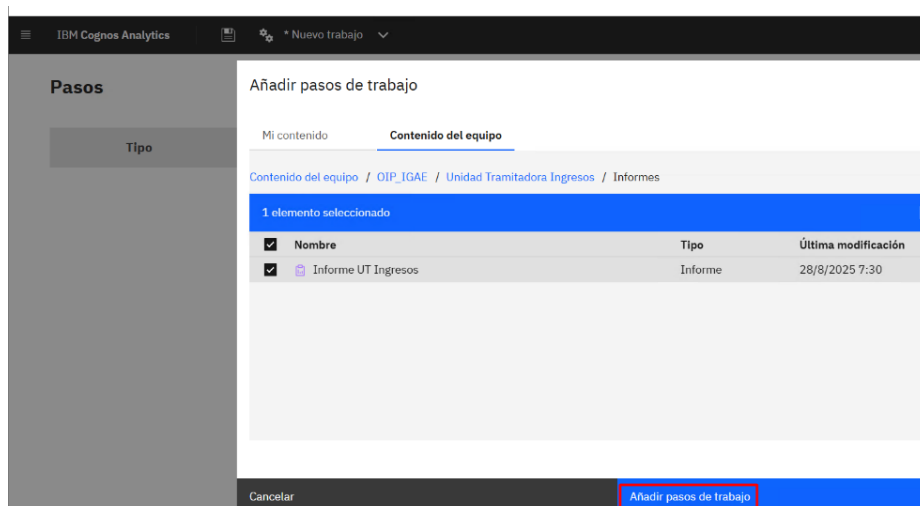 IBM Cognos Analytics * Nuevo trabajo
Pasos
Añadir pasos de trabajo
Mi contenido Contenido del equipo
Tipo
Contenido del equipo / OIP_IGAE / Unidad Tramitadora Ingresos / Informes
1 elemento seleccionado
Nombre Tipo Última modificación
Informe UT Ingresos Informe 28/8/2025 7:30
Cancelar Añadir pasos de trabajo